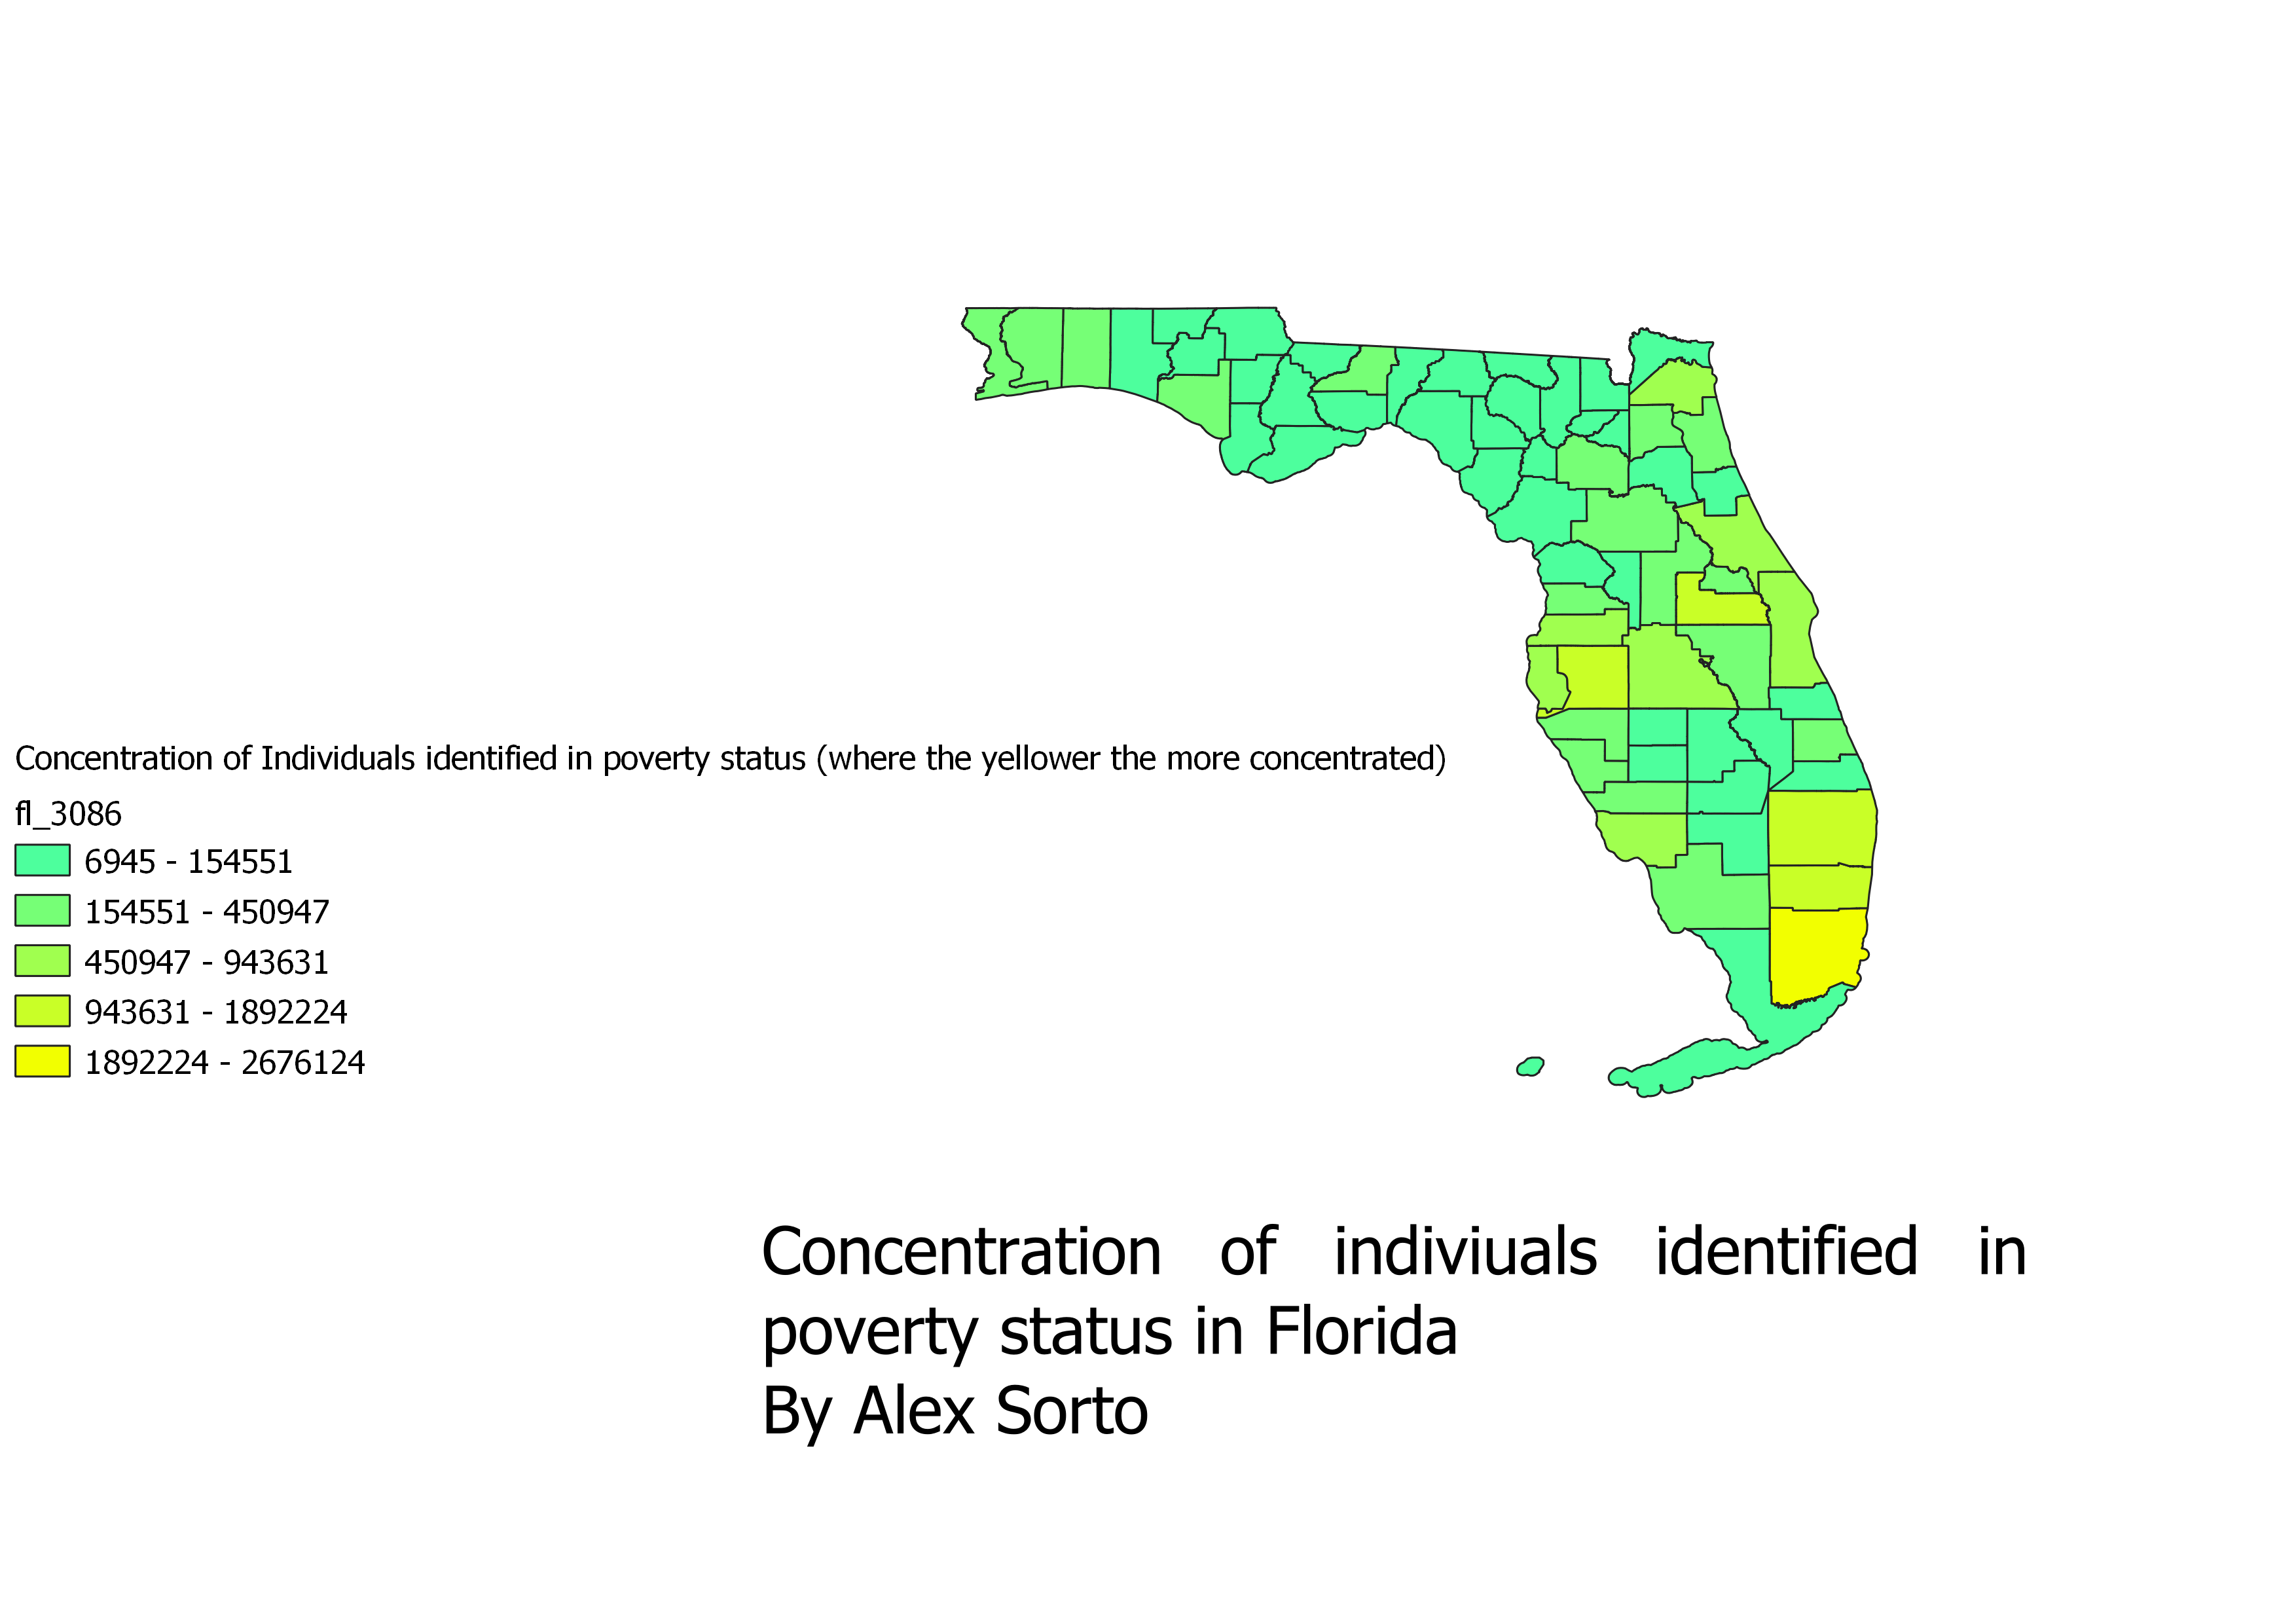 Concentration of Individuals identified in poverty status (where the yellower the more concentrated)
fl_3086
6945 - 154551
154551 - 450947
450947 - 943631
943631 - 1892224
1892224 - 2676124
Concentration of indiviuals identified in
poverty status in Florida
By Alex Sorto